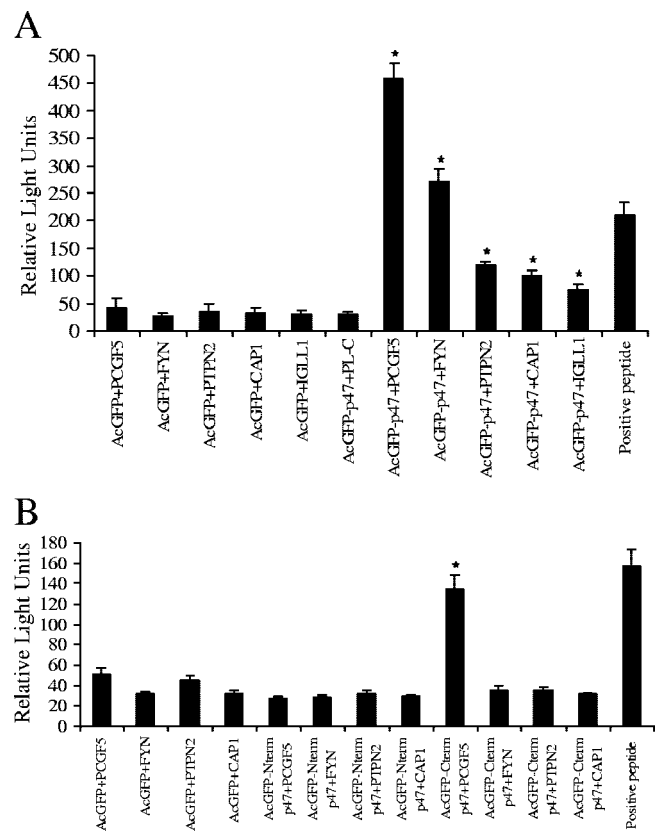 A
Relative Light Units
500
450
400
350
300
250
200
150
100
50
0
*
*
*
*
*
AcGFP+PCGF5
AcGFP+FYN
AcGFP+PTPN2
AcGFP+CAP1
AcGFP+IGLL1
AcGFP-p47+PL-C
AcGFP-p47+PCGF5
AcGFP-p47+FYN
AcGFP-p47+PTPN2
AcGFP-p47+CAP1
AcGFP-p47+IGLL1
Positive peptide
B
Relative Light Units
180
160
140
120
100
80
60
40
20
0
*
AcGFP+PCGF5
AcGFP+FYN
AcGFP+PTPN2
AcGFP+CAP1
AcGFP-Nterm
p47+PCGF5
AcGFP-Nterm
p47+FYN
AcGFP-Nterm
p47+PTPN2
AcGFP-Nterm
p47+CAP1
AcGFP-Cterm
p47+PCGF5
AcGFP-Cterm
p47+FYN
AcGFP-Cterm
p47+PTPN2
AcGFP-Cterm
p47+CAP1
Positive peptide